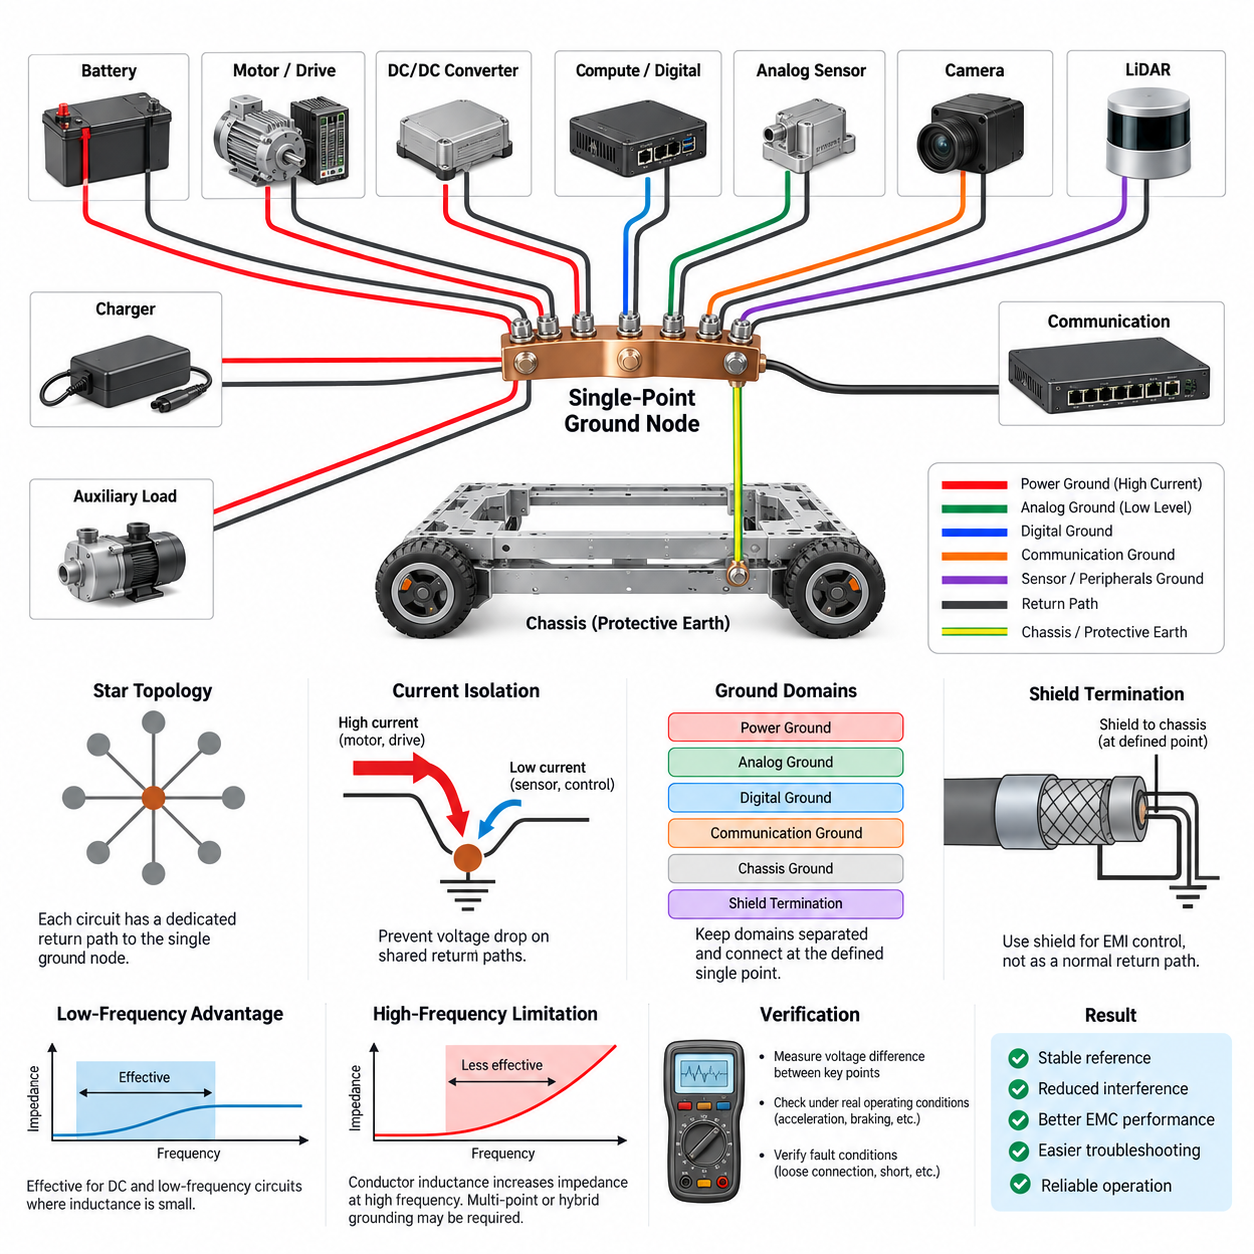 Battery
Motor / Drive
DC/DC Converter
Compute / Digital
Analog Sensor
Camera
LiDAR
Charger
Communication
Single-Point
Ground Node
Auxiliary Load
Chassis (Protective Earth)
Power Ground (High Current)
Analog Ground (Low Level)
Digital Ground
Communication Ground
Sensor / Peripherals Ground
Return Path
Chassis / Protective Earth
Star Topology
Each circuit has a dedicated
return path to the single
ground node.
Current Isolation
High current
(motor, drive)
Low current
(sensor, control)
Prevent voltage drop on
shared return paths.
Ground Domains
Power Ground
Analog Ground
Digital Ground
Communication Ground
Chassis Ground
Shield Termination
Keep domains separated
and connect at the defined
single point.
Shield Termination
Shield to chassis
(at defined point)
Use shield for EMI control,
not as a normal return path.
Low-Frequency Advantage
Impedance
Effective
Frequency
Effective for DC and low-frequency circuits
where inductance is small.
High-Frequency Limitation
Impedance
Less effective
Frequency
Conductor inductance increases impedance
at high frequency. Multi-point or hybrid
grounding may be required.
Verification
• Measure voltage difference
between key points
• Check under real operating conditions
(acceleration, braking, etc.)
• Verify fault conditions
(loose connection, short, etc.)
Result
Stable reference
Reduced interference
Better EMC performance
Easier troubleshooting
Reliable operation